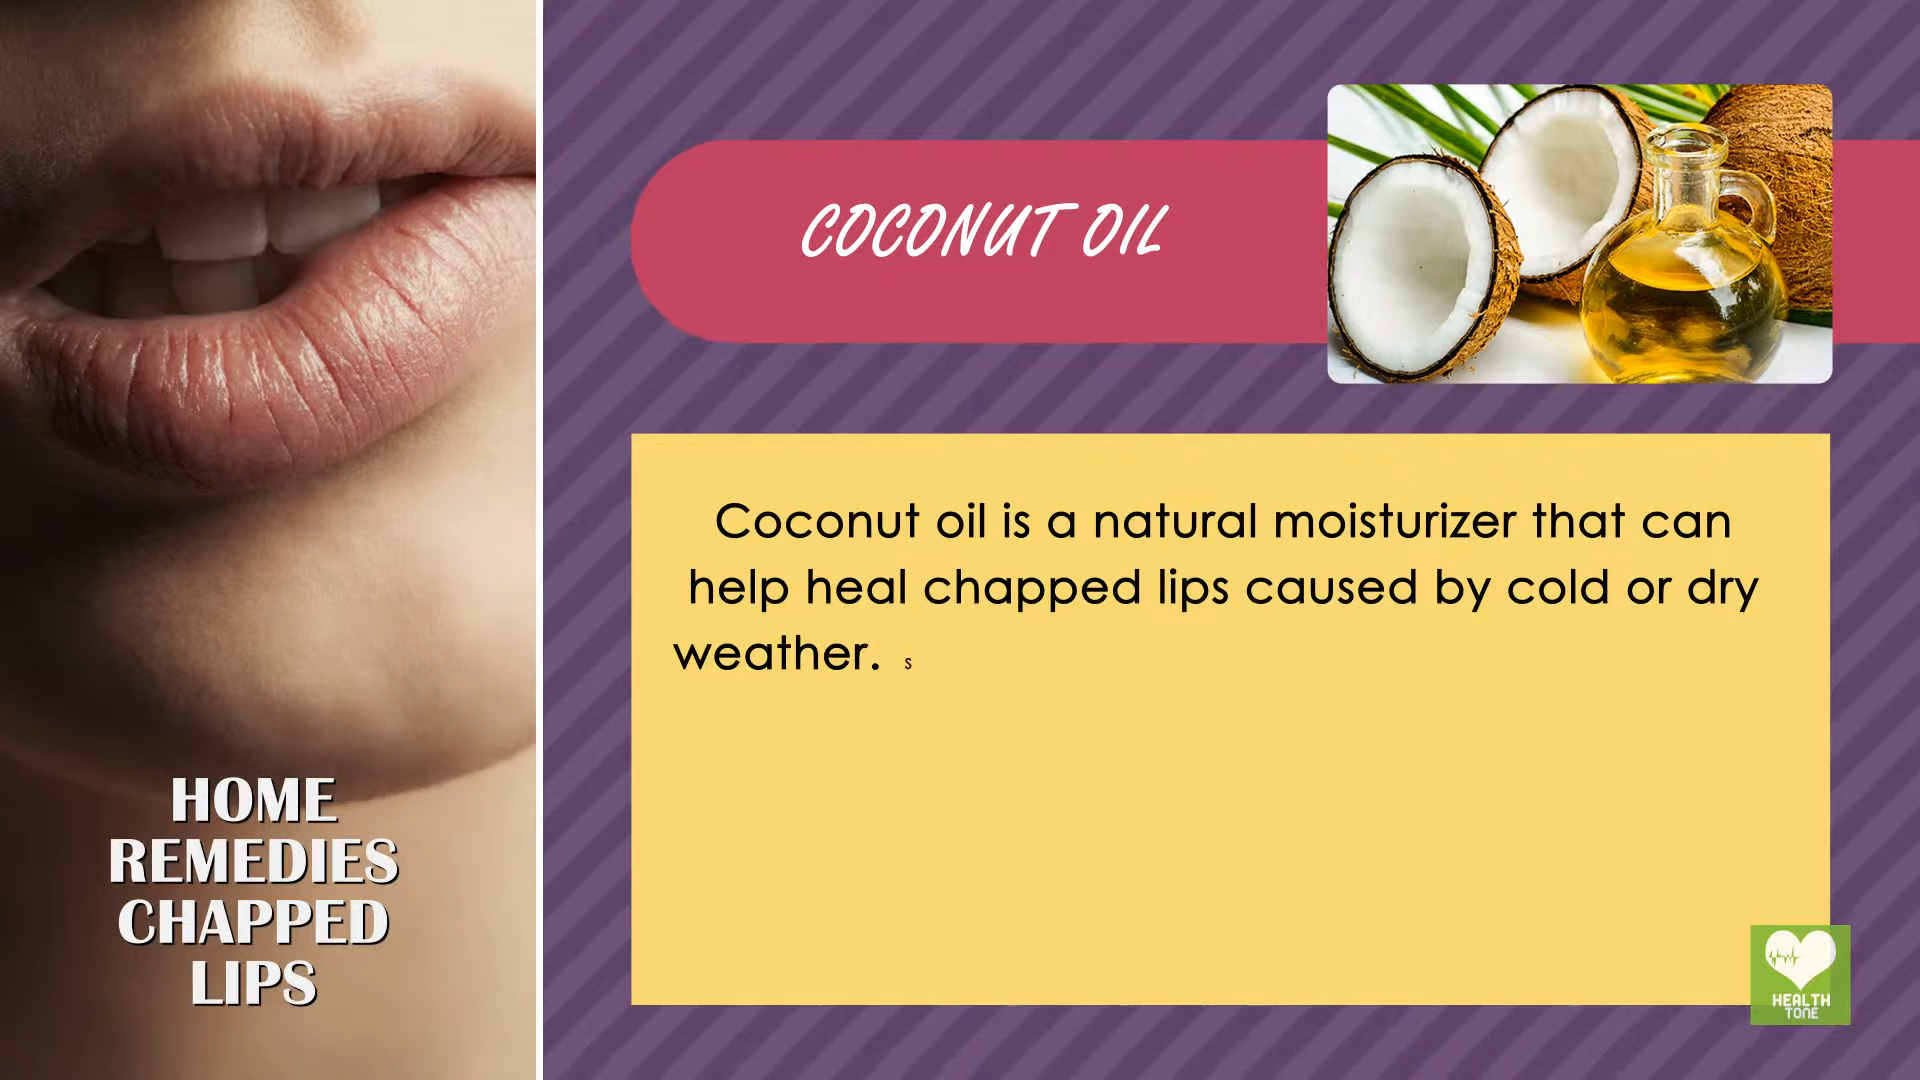 COCONUT OIL
Coconut oil is a natural moisturizer that can
help heal chapped lips caused by cold or dry
weather. s
HOME
REMEDIES
CHAPPED
LIPS
HEALTH
TONE